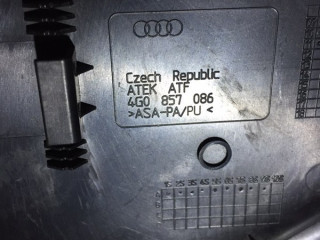 Czech Republic
ATEK ATF
4G0 857 086
>ASA-PA/PU<